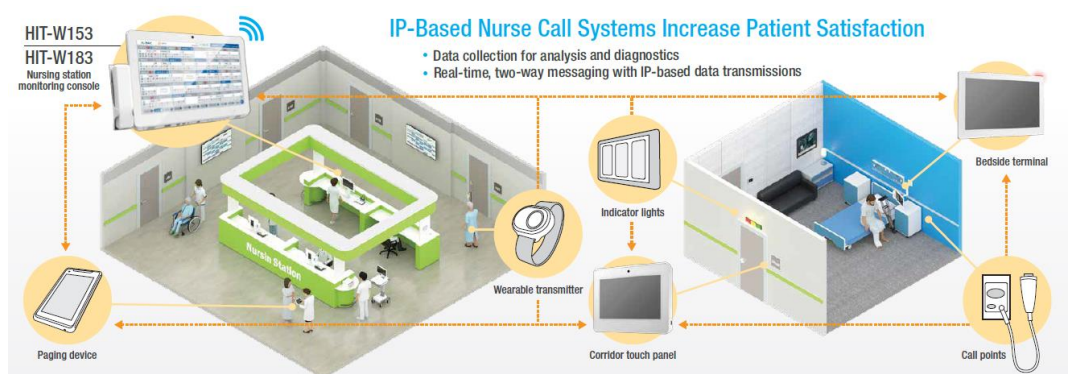 IP-Based Nurse Call Systems Increase Patient Satisfaction
• Data collection for analysis and diagnostics
• Real-time, two-way messaging with IP-based data transmissions
HIT-W153
HIT-W183
Nursing station
monitoring console
Bedside terminal
Indicator lights
Nursin Station
Wearable transmitter
Paging device
Corridor touch panel
Call points